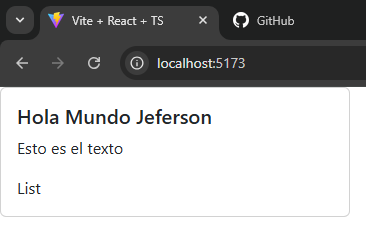 Vite + React + TS
GitHub
localhost:5173
Hola Mundo Jeferson
Esto es el texto
List